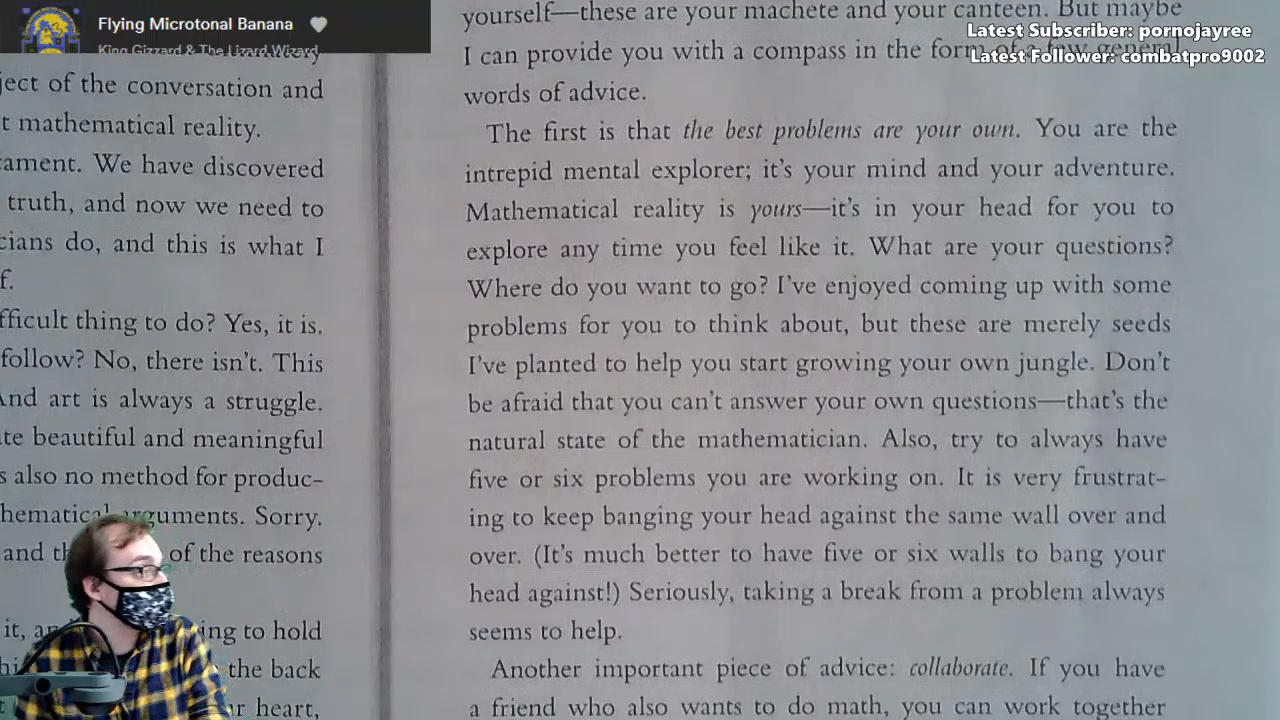 Flying Microtonal Banana
King Gizzard & The Lizard Wizard
Latest Subscriber: pornojayree
Latest Follower: combatpro9002
ject of the conversation and
t mathematical reality.
ament. We have discovered
truth, and now we need to
cians do, and this is what I
f.
fficult thing to do? Yes, it is.
follow? No, there isn't. This
And art is always a struggle.
te beautiful and meaningful
s also no method for produc-
hematical arguments. Sorry.
and th of the reasons
it, an ing to hold
the back
r heart,
yourself—these are your machete and your canteen. But maybe
I can provide you with a compass in the form of a few general
words of advice.
The first is that the best problems are your own. You are the
intrepid mental explorer; it's your mind and your adventure.
Mathematical reality is yours—it's in your head for you to
explore any time you feel like it. What are your questions?
Where do you want to go? I've enjoyed coming up with some
problems for you to think about, but these are merely seeds
I've planted to help you start growing your own jungle. Don't
be afraid that you can't answer your own questions—that's the
natural state of the mathematician. Also, try to always have
five or six problems you are working on. It is very frustrat-
ing to keep banging your head against the same wall over and
over. (It's much better to have five or six walls to bang your
head against!) Seriously, taking a break from a problem always
seems to help.
Another important piece of advice: collaborate. If you have
a friend who also wants to do math, you can work together